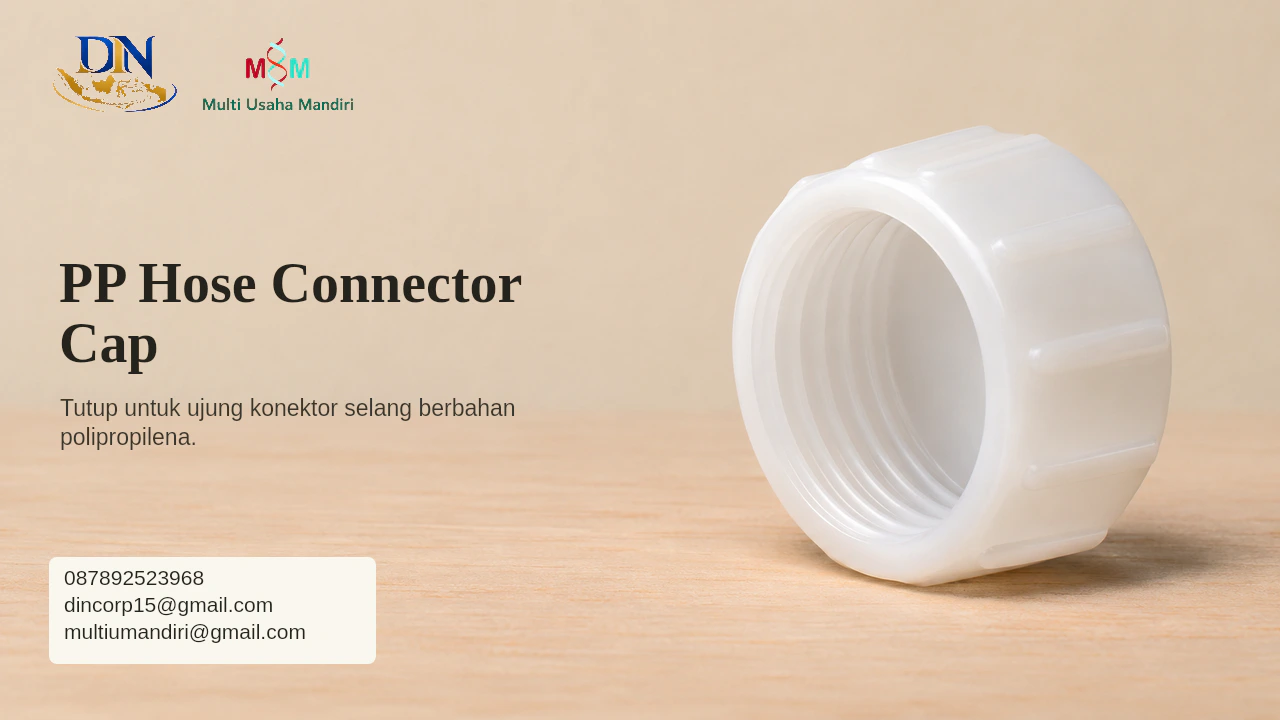 DN
MSM
Multi Usaha Mandiri
PP Hose Connector
Cap
Tutup untuk ujung konektor selang berbahan
polipropilena.
087892523968
dincorp15@gmail.com
multiumandiri@gmail.com